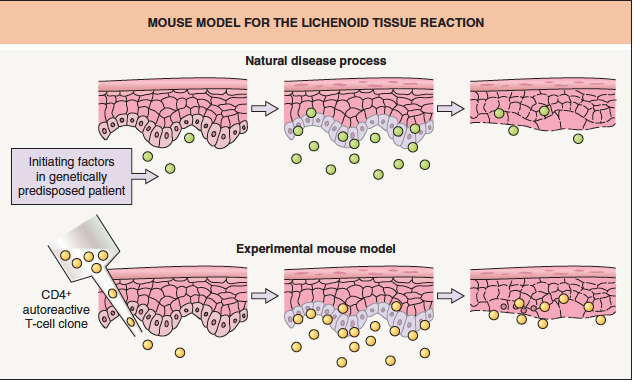 MOUSE MODEL FOR THE LICHENOID TISSUE REACTION
Natural disease process
Initiating factors
in genetically
predisposed patient
Experimental mouse model
CD4+
autoreactive
T-cell clone